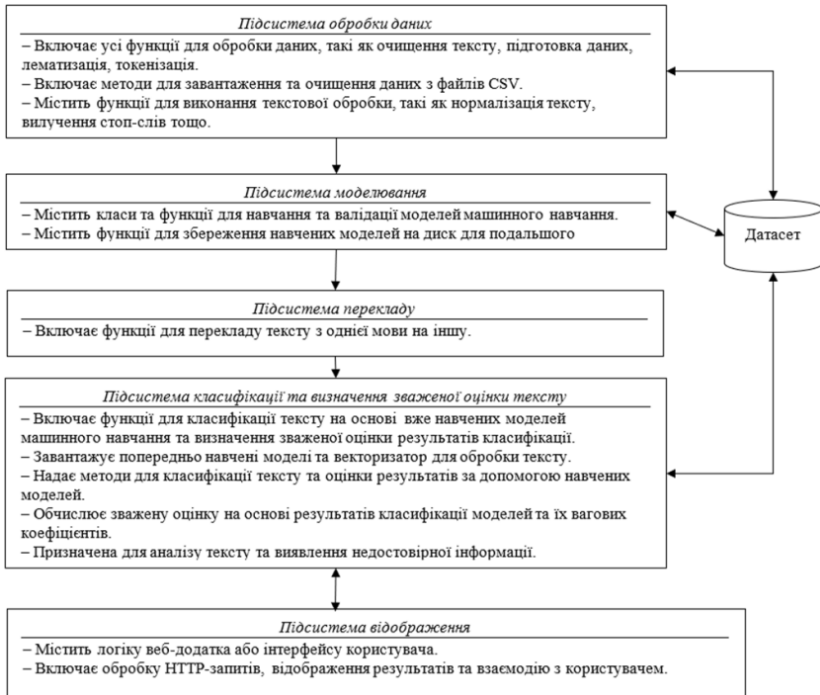 Підсистема обробки даних
– Включає усі функції для обробки даних, такі як очищення тексту, підготовка даних,
лематизація, токенізація.
– Включає методи для завантаження та очищення даних з файлів CSV.
– Містить функції для виконання текстової обробки, такі як нормалізація тексту,
вилучення стоп-слів тощо.
Підсистема моделювання
– Містить класи та функції для навчання та валідації моделей машинного навчання.
– Містить функції для збереження навчених моделей на диск для подальшого
Датасет
Підсистема перекладу
– Включає функції для перекладу тексту з однієї мови на іншу.
Підсистема класифікації та визначення зваженої оцінки тексту
– Включає функції для класифікації тексту на основі вже навчених моделей
машинного навчання та визначення зваженої оцінки результатів класифікації.
– Завантажує попередньо навчені моделі та векторизатор для обробки тексту.
– Надає методи для класифікації тексту та оцінки результатів за допомогою навчених
моделей.
– Обчислює зважену оцінку на основі результатів класифікації моделей та їх вагових
коефіцієнтів.
– Призначена для аналізу тексту та виявлення недостовірної інформації.
Підсистема відображення
– Містить логіку веб-додатка або інтерфейсу користувача.
– Включає обробку HTTP-запитів, відображення результатів та взаємодію з користувачем.